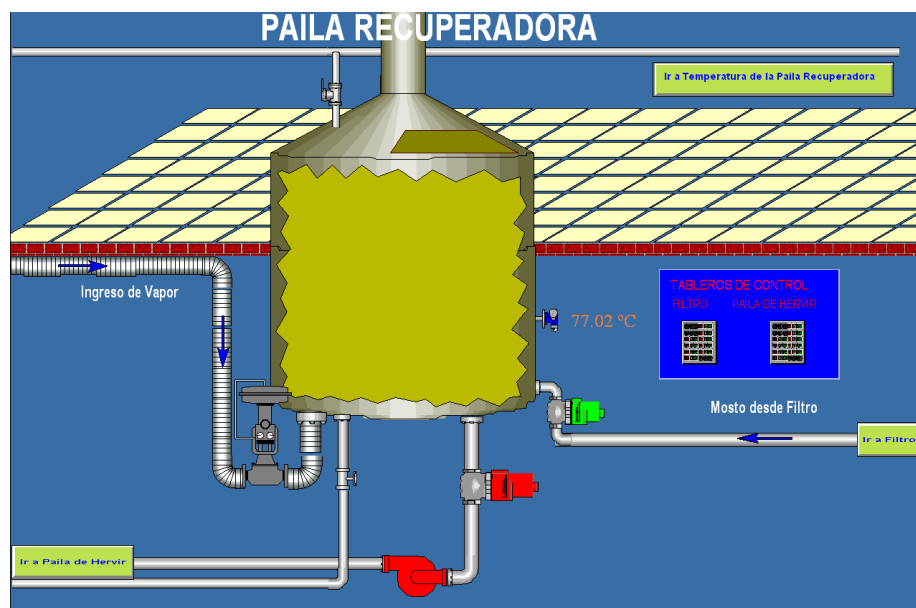 PAILA RECUPERADORA
Ir a Temperatura de la Paila Recuperadora
Ingreso de Vapor
TABLEROS DE CONTROL
FILTRO PAILA DE HERVIR
77.02 ºC
Mosto desde Filtro
Ir a Filtro
Ir a Paila de Hervir